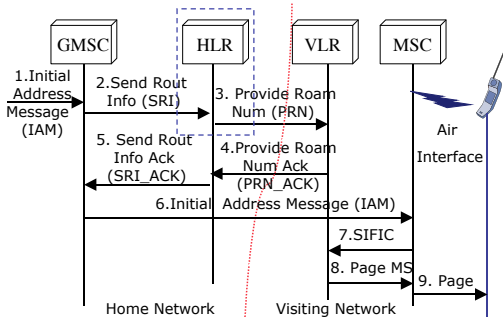 GMSC
HLR
VLR
MSC
1.Initial
Address
Message
(IAM)
2.Send Rout
Info (SRI)
3. Provide Roam
Num (PRN)
Air
Interface
5. Send Rout
Info Ack
(SRI_ACK)
4.Provide Roam
Num Ack
(PRN_ACK)
6.Initial Address Message (IAM)
7.SIFIC
8. Page MS
9. Page
Home Network
Visiting Network